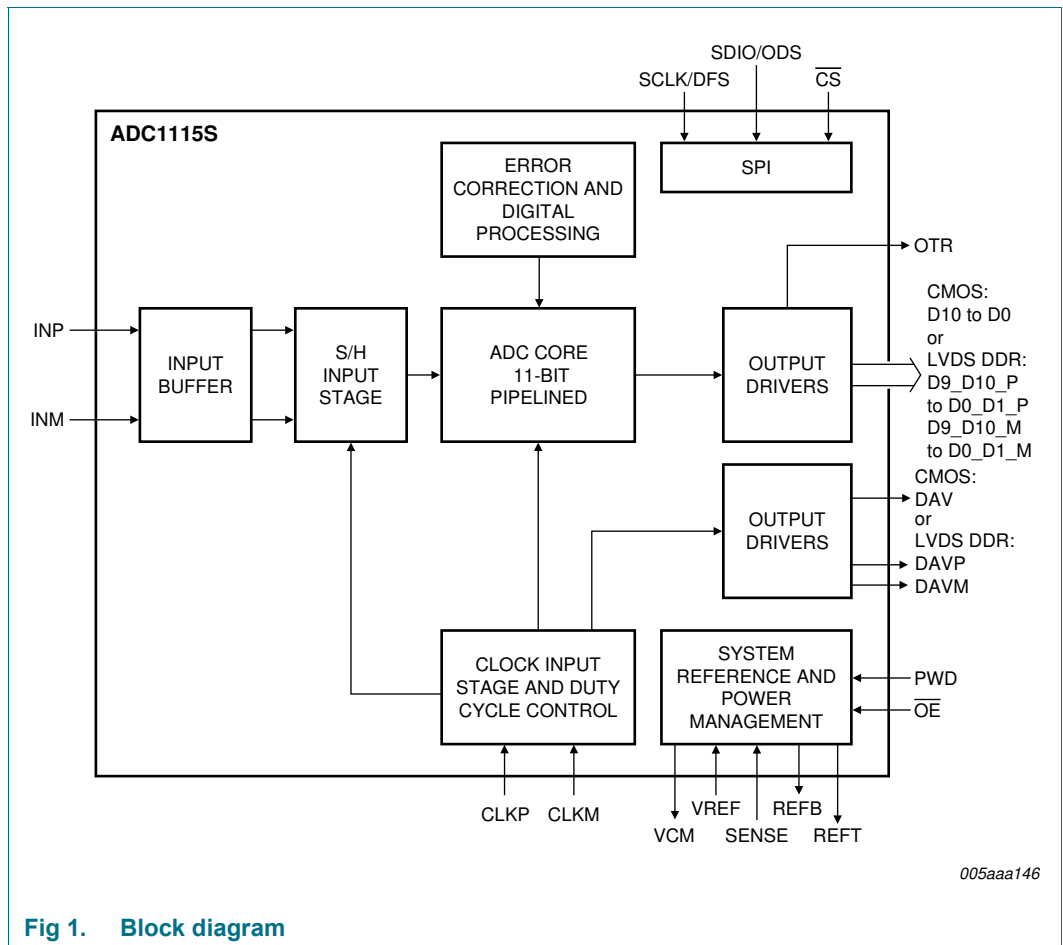 SDIO/ODS
SCLK/DFS
CS
ADC1115S
ERROR
CORRECTION AND
DIGITAL
PROCESSING
SPI
OTR
INP
INM
INPUT
BUFFER
S/H
INPUT
STAGE
ADC CORE
11-BIT
PIPELINED
OUTPUT
DRIVERS
CMOS:
D10 to D0
or
LVDS DDR:
D9_D10_P
to D0_D1_P
D9_D10_M
to D0_D1_M
OUTPUT
DRIVERS
CMOS:
DAV
or
LVDS DDR:
DAVP
DAVM
CLOCK INPUT
STAGE AND DUTY
CYCLE CONTROL
SYSTEM
REFERENCE AND
POWER
MANAGEMENT
PWD
OE
CLKP
CLKM
VCM
VREF
SENSE
REFB
REFT
005aaa146
Fig 1. Block diagram